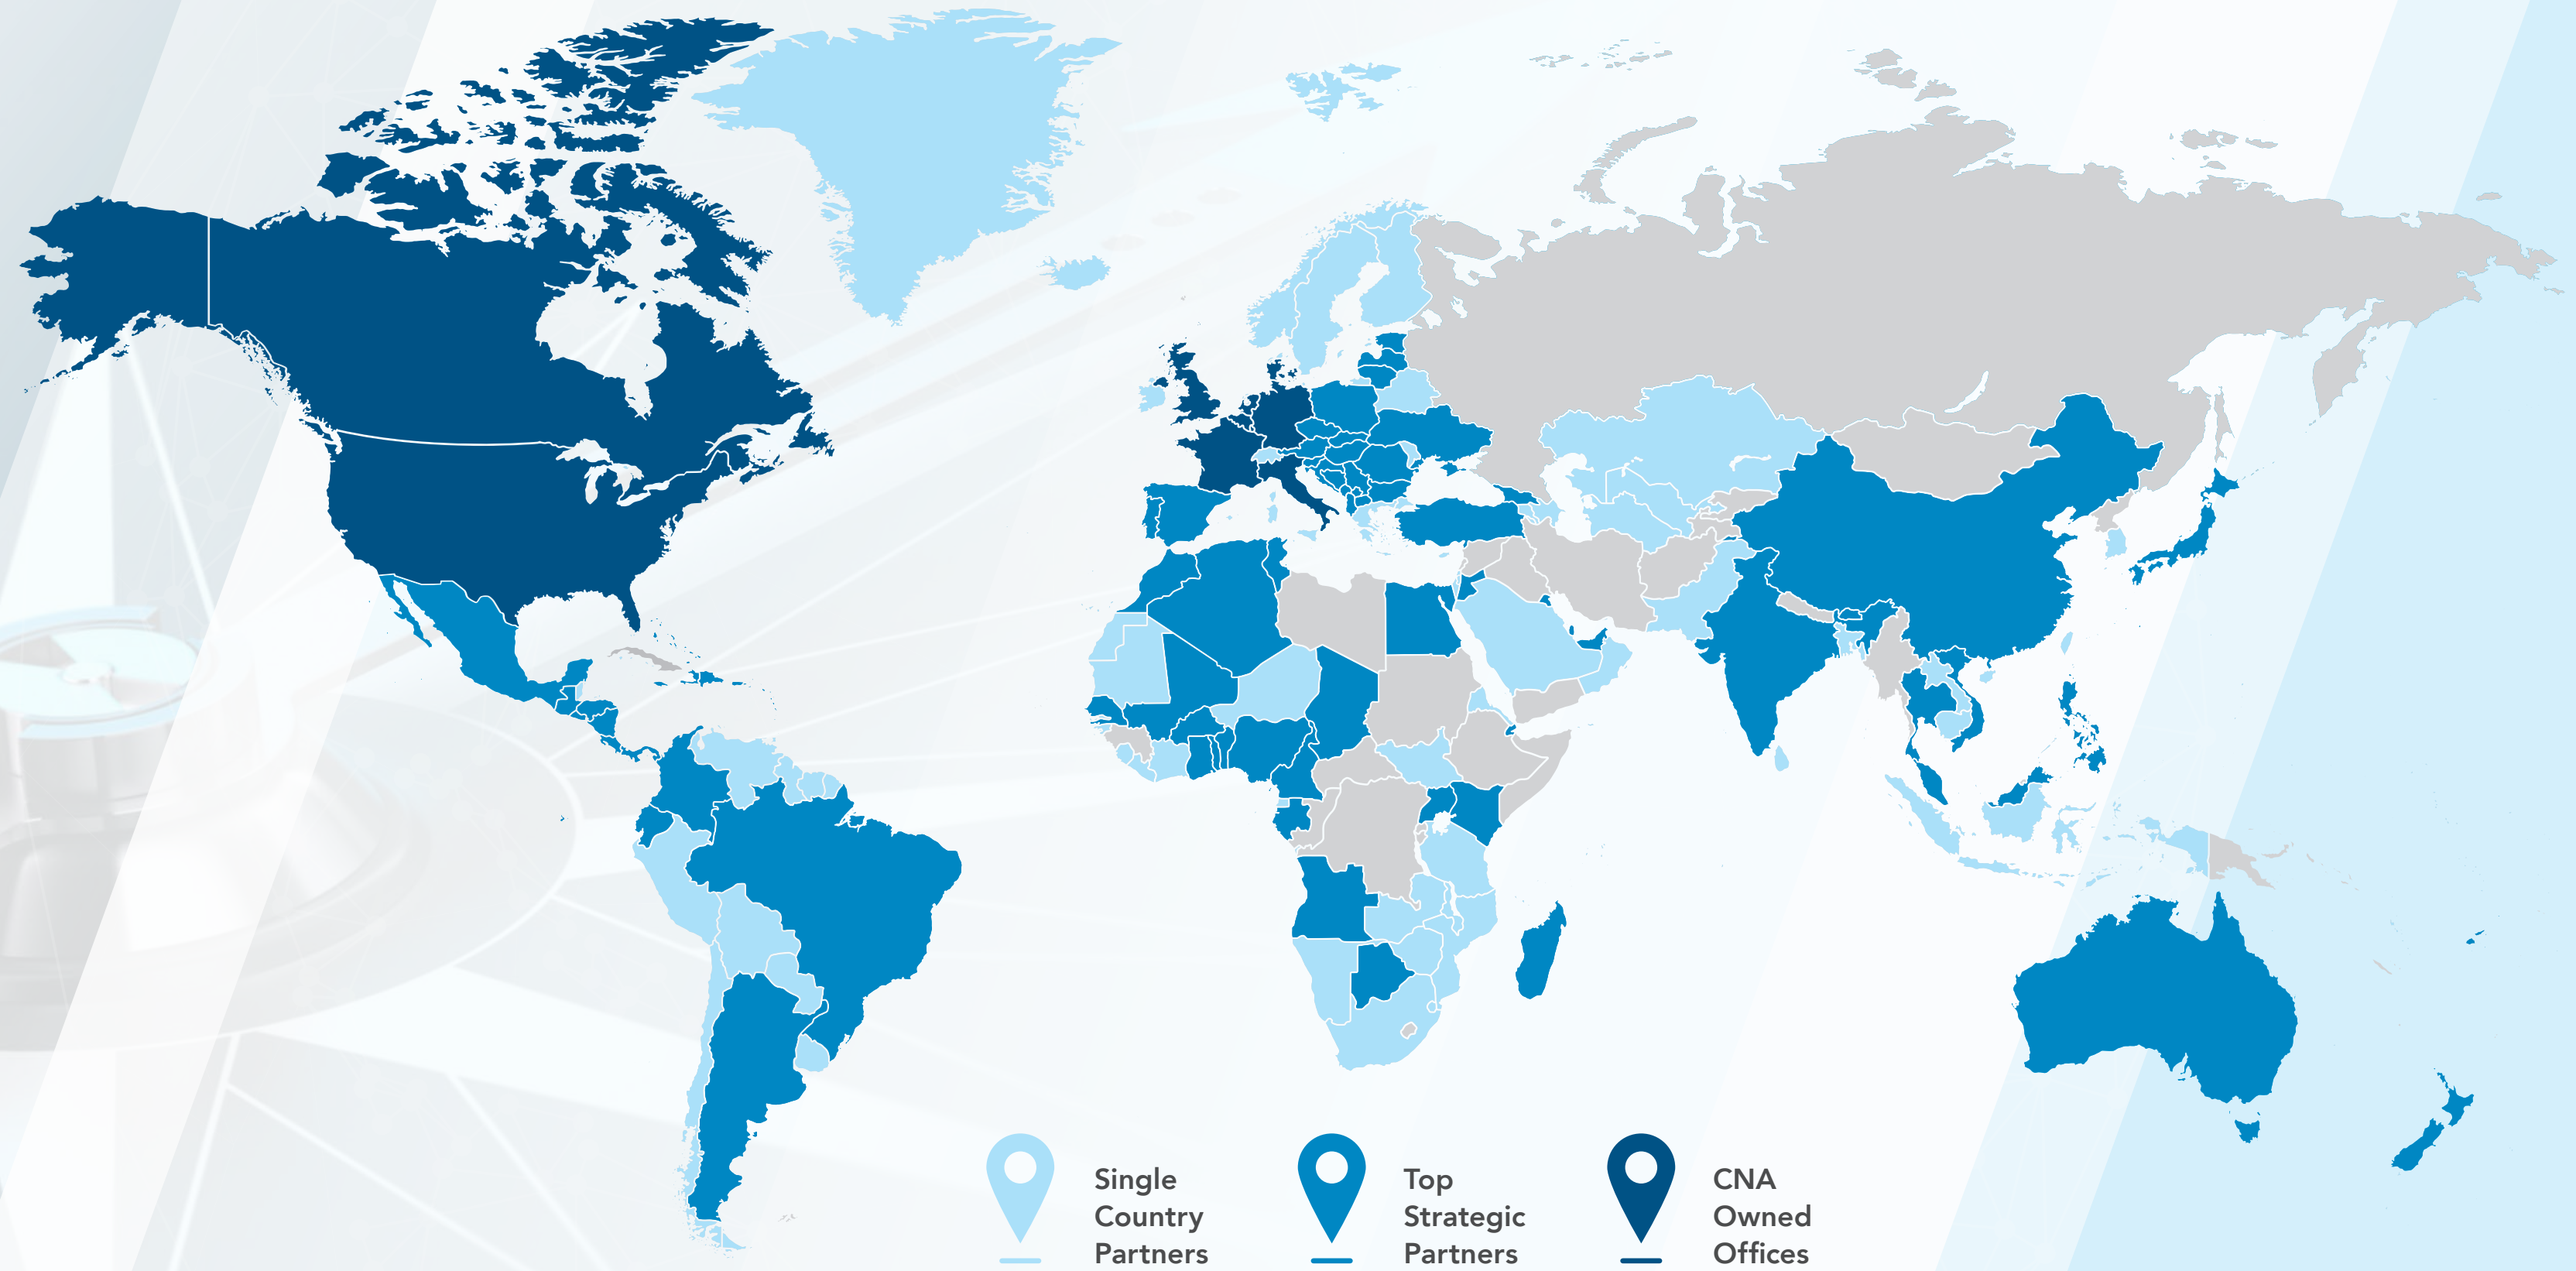 Single
Country
Partners
Top
Strategic
Partners
CNA
Owned
Offices